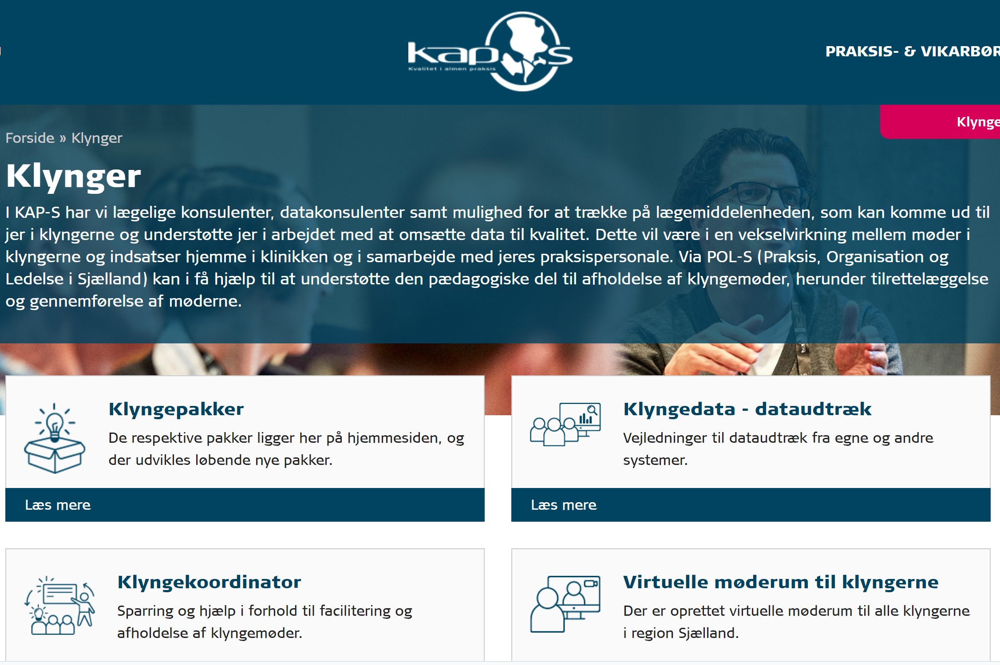 kap-s
Kvalitet i almen praksis
PRAKSIS- & VIKARBØR
Klynge
Forside » Klynger
Klynger
I KAP-S har vi lægelige konsulenter, datakonsulenter samt mulighed for at trække på lægemiddelenheden, som kan komme ud til
jer i klyngerne og understøtte jer i arbejdet med at omsætte data til kvalitet. Dette vil være i en vekselvirkning mellem møder i
klyngerne og indsatser hjemme i klinikken og i samarbejde med jeres praksispersonale. Via POL-S (Praksis, Organisation og
Ledelse i Sjælland) kan i få hjælp til at understøtte den pædagogiske del til afholdelse af klyngemøder, herunder tilrettelæggelse
og gennemførelse af møderne.
Klyngepakker
De respektive pakker ligger her på hjemmesiden, og
der udvikles løbende nye pakker.
Læs mere
Klyngedata - dataudtræk
Vejledninger til dataudtræk fra egne og andre
systemer.
Læs mere
Klyngekoordinator
Sparring og hjælp i forhold til facilitering og
afholdelse af klyngemøder.
Virtuelle møderum til klyngerne
Der er oprettet virtuelle møderum til alle klyngerne
i region Sjælland.